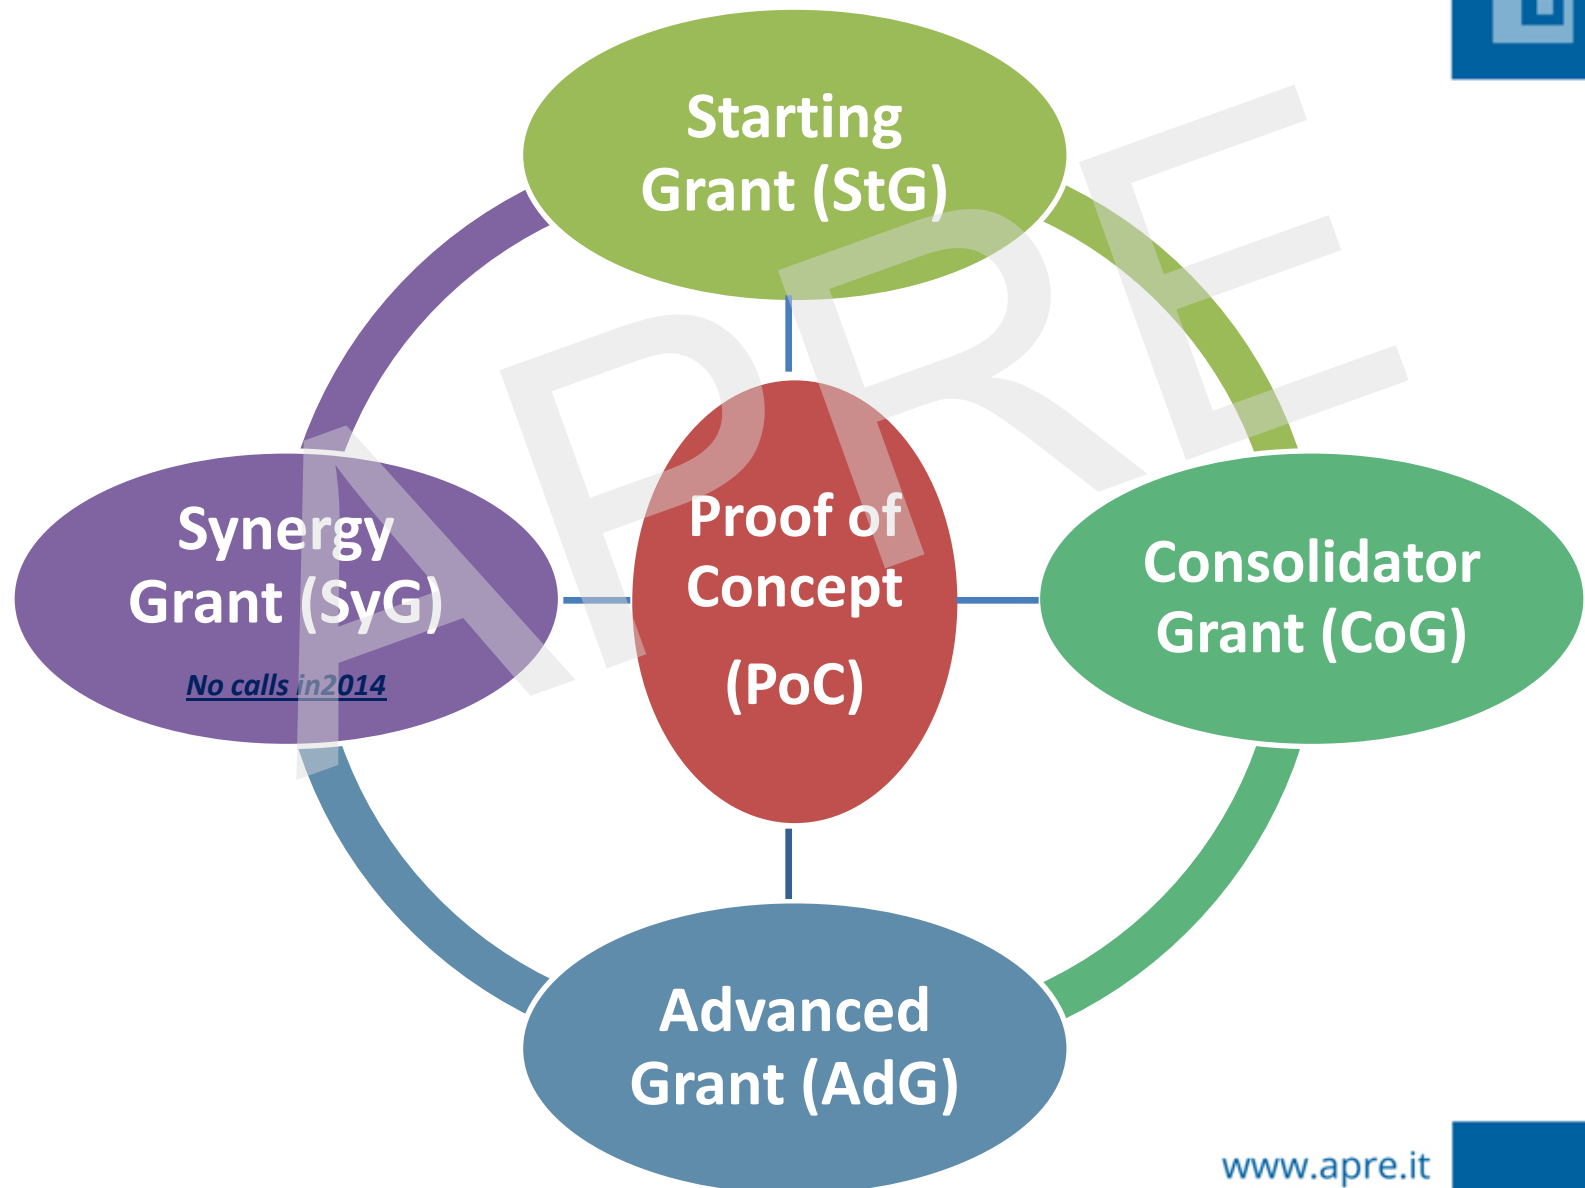 Starting
Grant (StG)
Synergy
Grant (SyG)
No calls in2014
Proof of
Concept
(PoC)
Consolidator
Grant (CoG)
Advanced
Grant (AdG)
APRE
www.apre.it